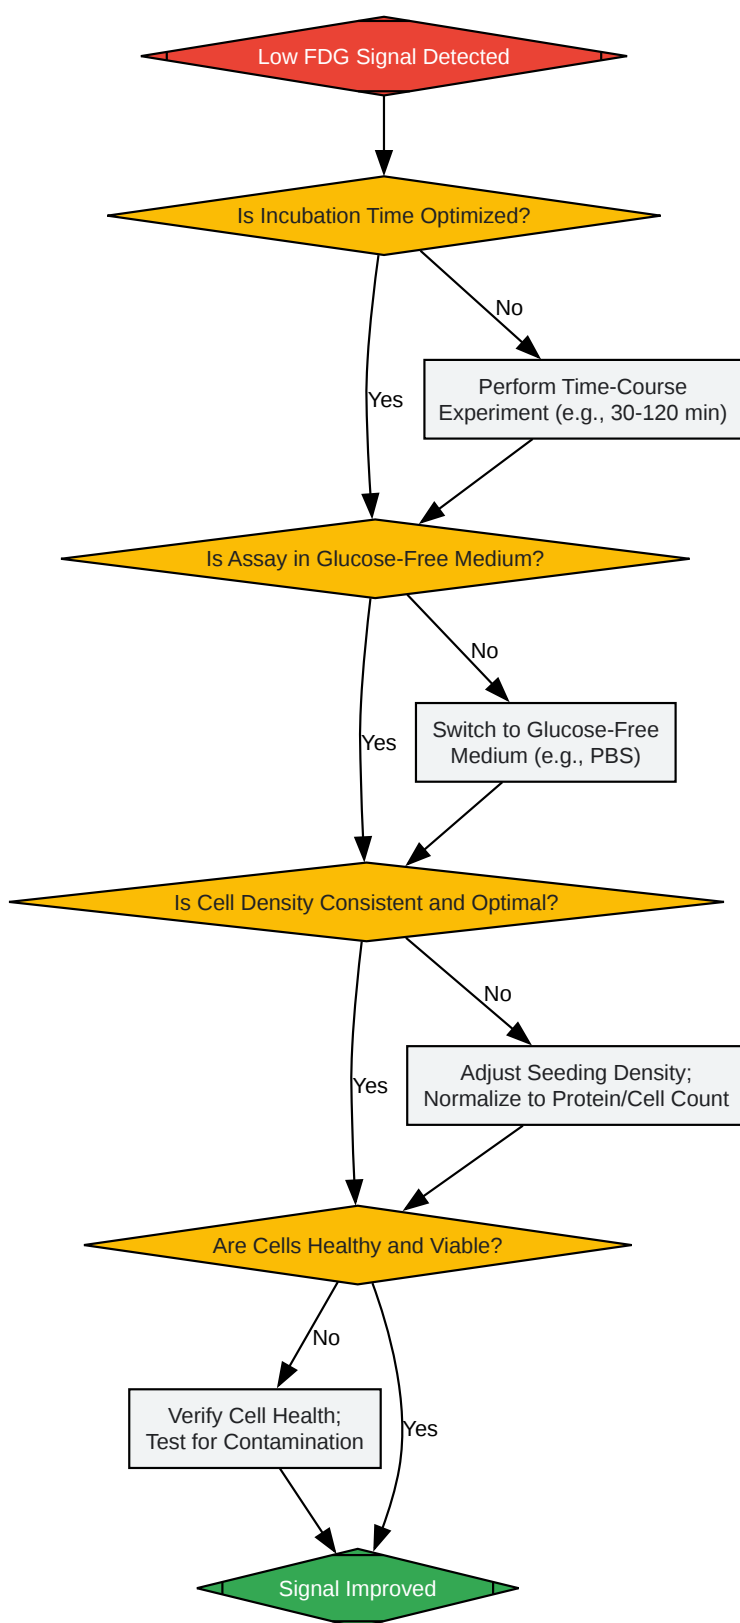 Low FDG Signal Detected
Is Incubation Time Optimized?
No
Perform Time-Course
Experiment (e.g., 30-120 min)
Yes
Is Assay in Glucose-Free Medium?
No
Switch to Glucose-Free
Medium (e.g., PBS)
Yes
Is Cell Density Consistent and Optimal?
No
Adjust Seeding Density;
Normalize to Protein/Cell Count
Yes
Are Cells Healthy and Viable?
No
Verify Cell Health;
Test for Contamination
Yes
Signal Improved